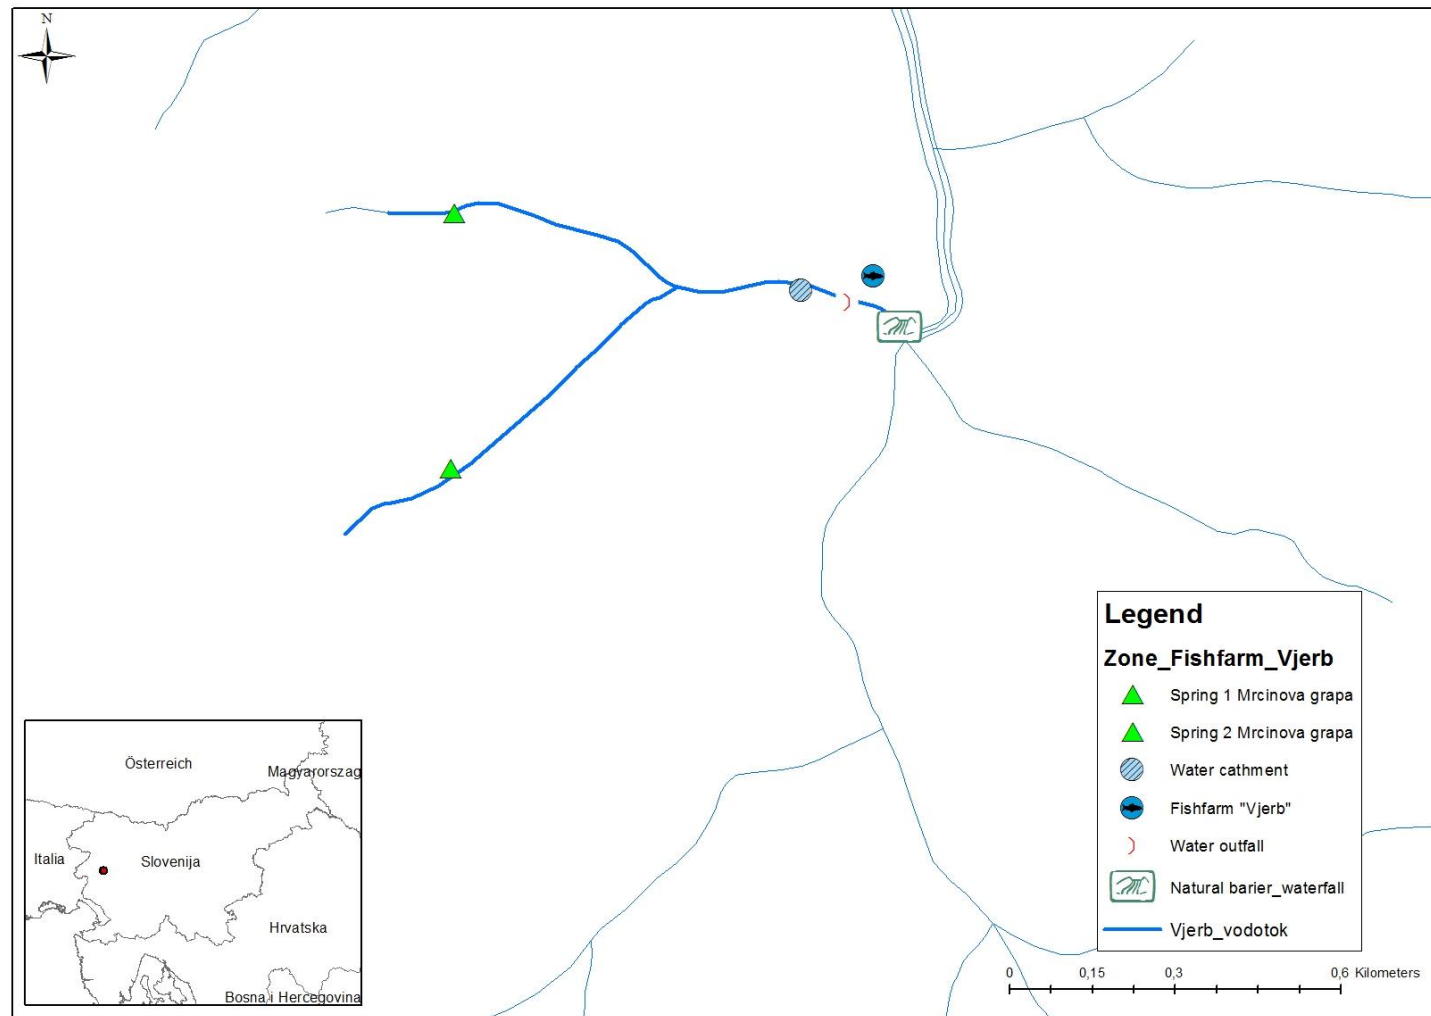 N
Legend
Zone_Fishfarm_Vjerb
Spring 1 Mrcinova grapa
Spring 2 Mrcinova grapa
Water cathment
Fishfarm "Vjerb"
Water outfall
Natural barier_waterfall
Vjerb_vodotok
0 0,15 0,3 0,6 Kilometers
Österreich
Magyarország
Italia
Slovenija
Hrvatska
Bosna i Hercegovina